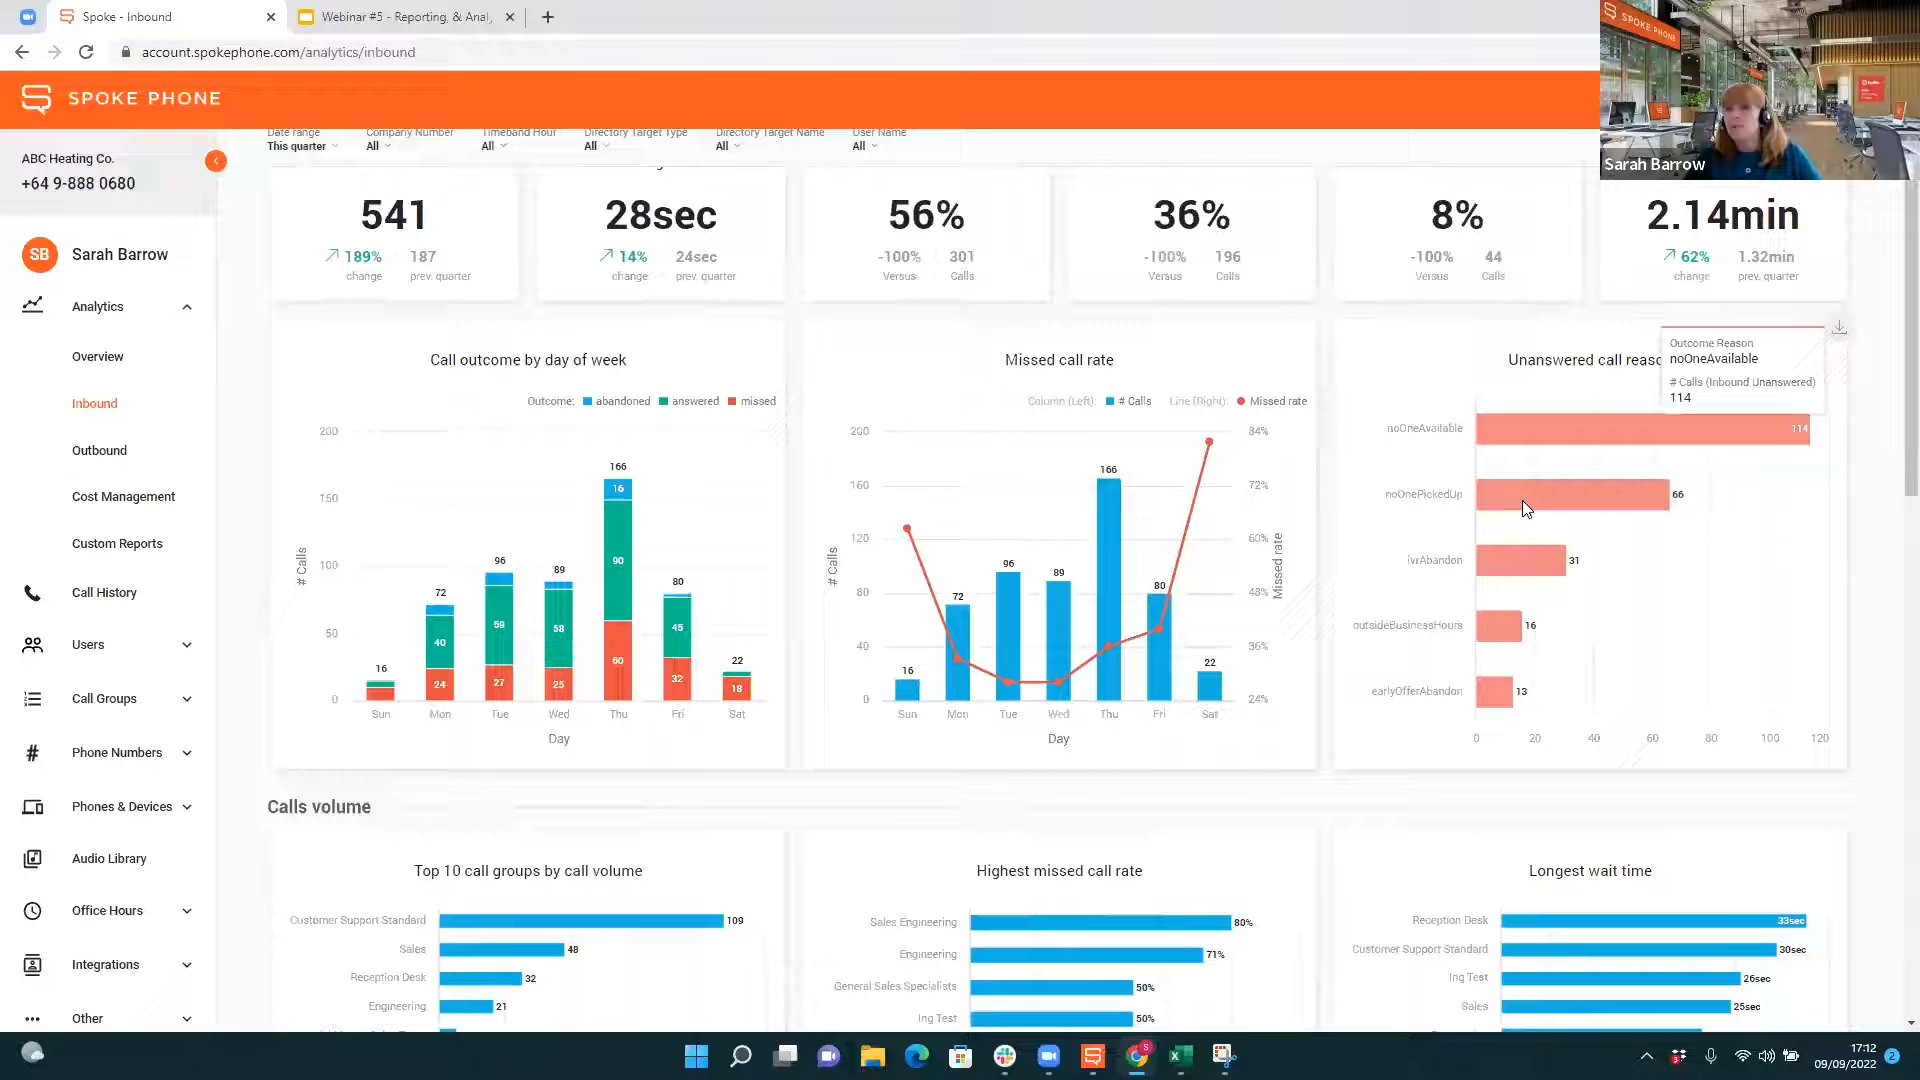 Spoke - Inbound
Webinar #5 - Reporting, & Anal
account.spokephone.com/analytics/inbound
SPOKE PHONE
SPOKE PHONE
Sarah Barrow
ABC Heating Co.
+64 9-888 0680
SB Sarah Barrow
Analytics
Overview
Inbound
Outbound
Cost Management
Custom Reports
Call History
Users
Call Groups
Phone Numbers
Phones & Devices
Audio Library
Office Hours
Integrations
Other
Date range Company Number Timeband Hour Directory Target Type Directory Target Name User Name
This quarter All All All All All
541 28sec 56% 36% 8% 2.14min
189% 187 14% 24sec -100% 301 -100% 196 -100% 44 62% 1.32min
change prev. quarter change prev. quarter Versus Calls Versus Calls Versus Calls change prev. quarter
Call outcome by day of week
Outcome: abandoned answered missed
# Calls
200
150
100
50
0
16 72 96 89 166 80 22
16
40 59 58 90 45
24 27 25 60 32 18
Sun Mon Tue Wed Thu Fri Sat
Day
Missed call rate
Column (Left): # Calls Line (Right): Missed rate
# Calls
200 84%
160 72%
120 60%
80 48%
40 36%
0 24%
Missed rate
16 72 96 89 166 80 22
Sun Mon Tue Wed Thu Fri Sat
Day
Unanswered call reaso
Outcome Reason
noOneAvailable
# Calls (Inbound Unanswered)
114
noOneAvailable 114
noOnePickedUp 66
ivrAbandon 31
outsideBusinessHours 16
earlyOfferAbandon 13
0 20 40 60 80 100 120
Calls volume
Top 10 call groups by call volume
Customer Support Standard 109
Sales 48
Reception Desk 32
Engineering 21
Highest missed call rate
Sales Engineering 80%
Engineering 71%
General Sales Specialists 50%
Ing Test 50%
Longest wait time
Reception Desk 33sec
Customer Support Standard 30sec
Ing Test 26sec
Sales 25sec
17:12
09/09/2022
2